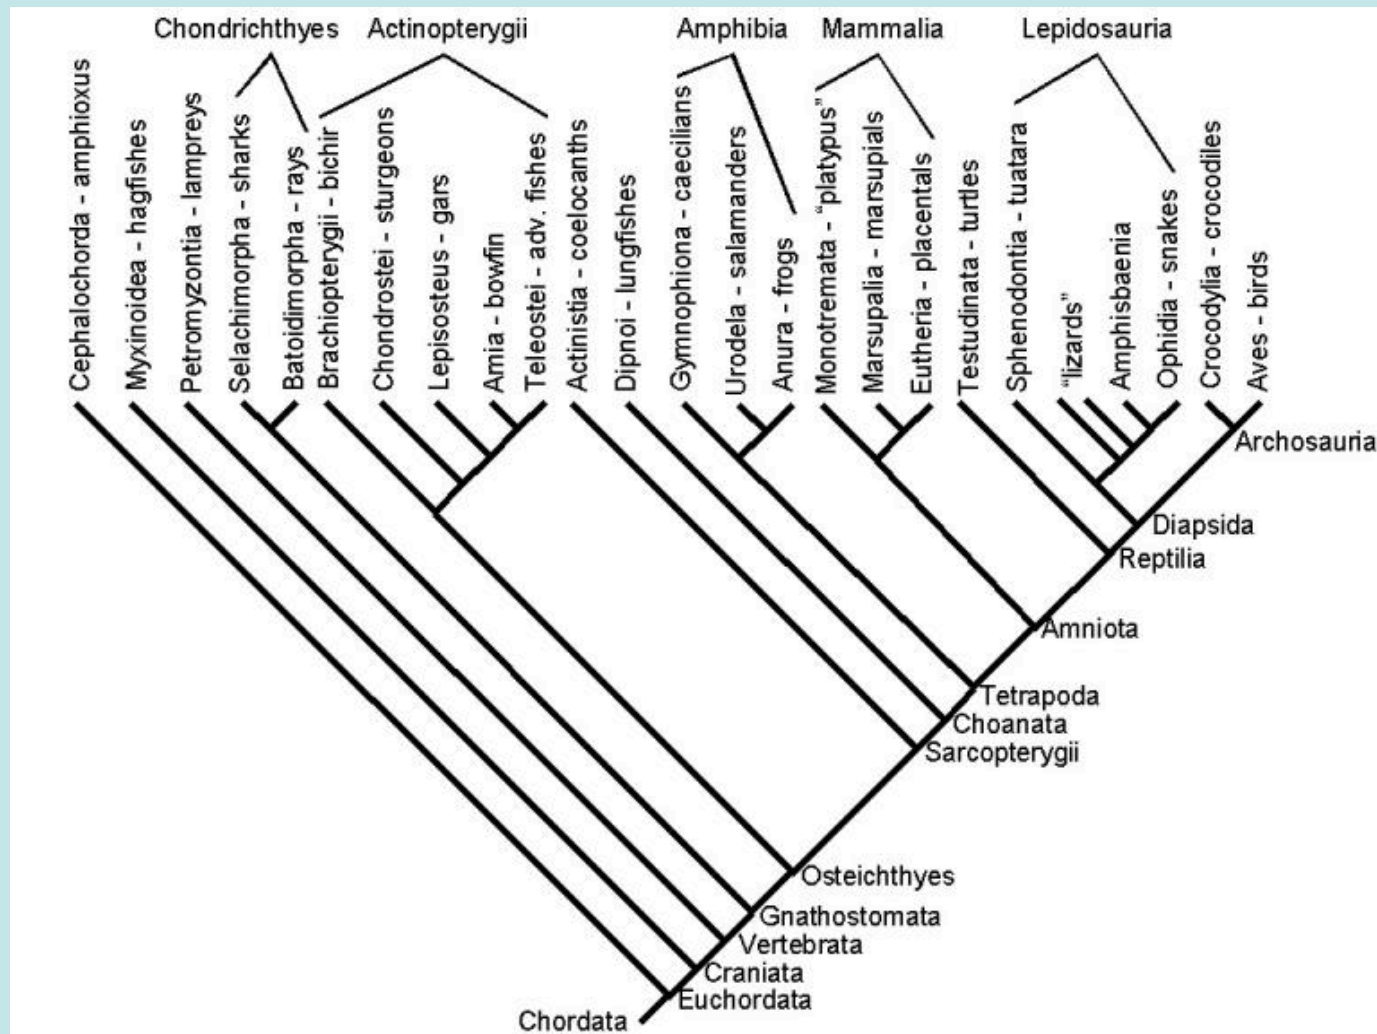 Chondrichthyes
Actinopterygii
Amphibia
Mammalia
Lepidosauria
Cephalochorda - amphioxus
Myxinoidea - hagfishes
Petromyzontia - lampreys
Selachimorpha - sharks
Batoidimorpha - rays
Brachiopterygii - bichir
Chondrostei - sturgeons
Lepisosteus - gars
Amia - bowfin
Teleostei - adv. fishes
Actinistia - coelocanths
Dipnoi - lungfishes
Gymnophiona - caecilians
Urodela - salamanders
Anura - frogs
Monotremata - “platypus”
Marsupalia - marsupials
Eutheria - placentals
Testudinata - turtles
Sphenodontia - tuatara
“lizards”
Amphisbaenia
Ophidia - snakes
Crocodylia - crocodiles
Aves - birds
Archosauria
Diapsida
Reptilia
Amniota
Tetrapoda
Choanata
Sarcopterygii
Osteichthyes
Gnathostomata
Vertebrata
Craniata
Euchordata
Chordata